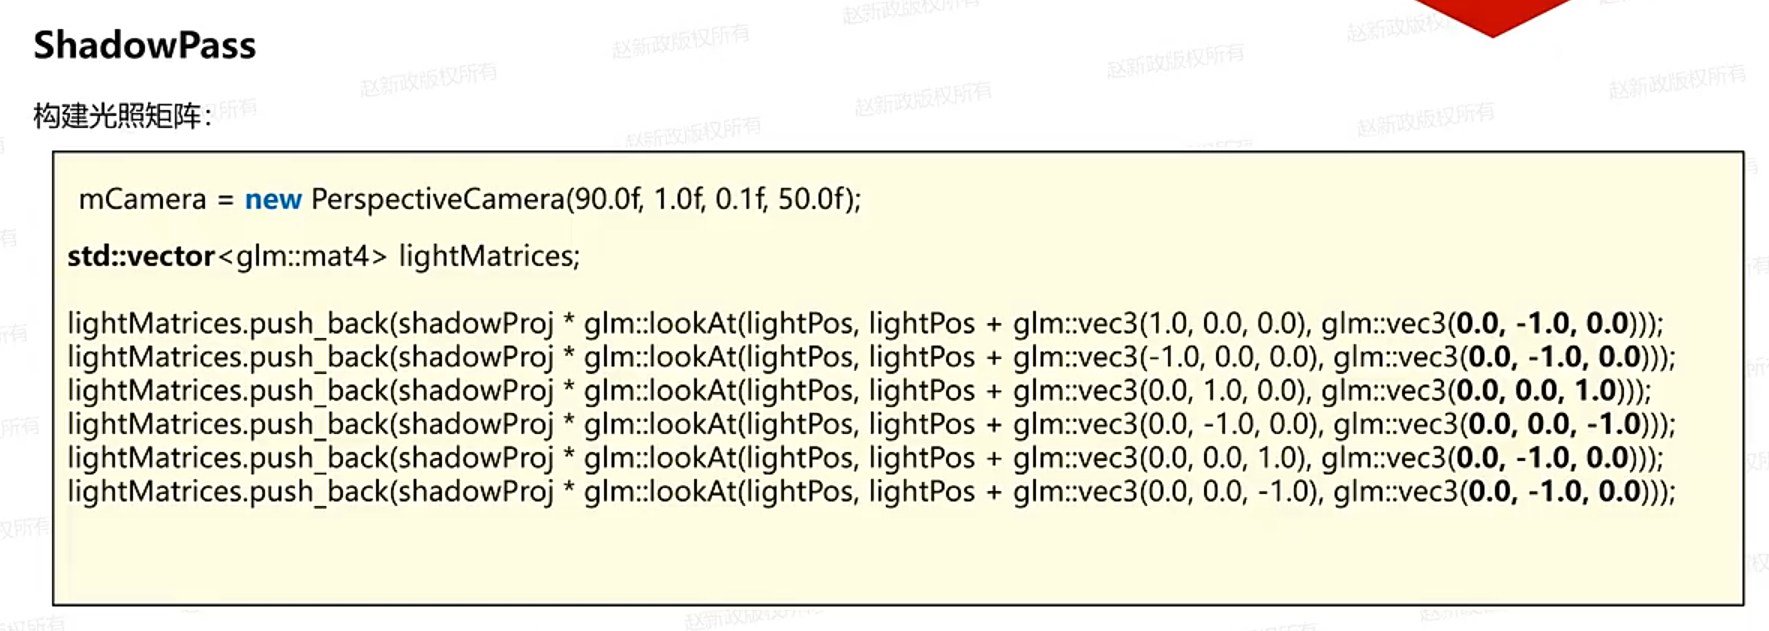 ShadowPass
构建光照矩阵：
mCamera = new PerspectiveCamera(90.0f, 1.0f, 0.1f, 50.0f);
std::vector<glm::mat4> lightMatrices;
lightMatrices.push_back(shadowProj * glm::lookAt(lightPos, lightPos + glm::vec3(1.0, 0.0, 0.0), glm::vec3(0.0, -1.0, 0.0)));
lightMatrices.push_back(shadowProj * glm::lookAt(lightPos, lightPos + glm::vec3(-1.0, 0.0, 0.0), glm::vec3(0.0, -1.0, 0.0)));
lightMatrices.push_back(shadowProj * glm::lookAt(lightPos, lightPos + glm::vec3(0.0, 1.0, 0.0), glm::vec3(0.0, 0.0, 1.0)));
lightMatrices.push_back(shadowProj * glm::lookAt(lightPos, lightPos + glm::vec3(0.0, -1.0, 0.0), glm::vec3(0.0, 0.0, -1.0)));
lightMatrices.push_back(shadowProj * glm::lookAt(lightPos, lightPos + glm::vec3(0.0, 0.0, 1.0), glm::vec3(0.0, -1.0, 0.0)));
lightMatrices.push_back(shadowProj * glm::lookAt(lightPos, lightPos + glm::vec3(0.0, 0.0, -1.0), glm::vec3(0.0, -1.0, 0.0)));
赵新政版权所有